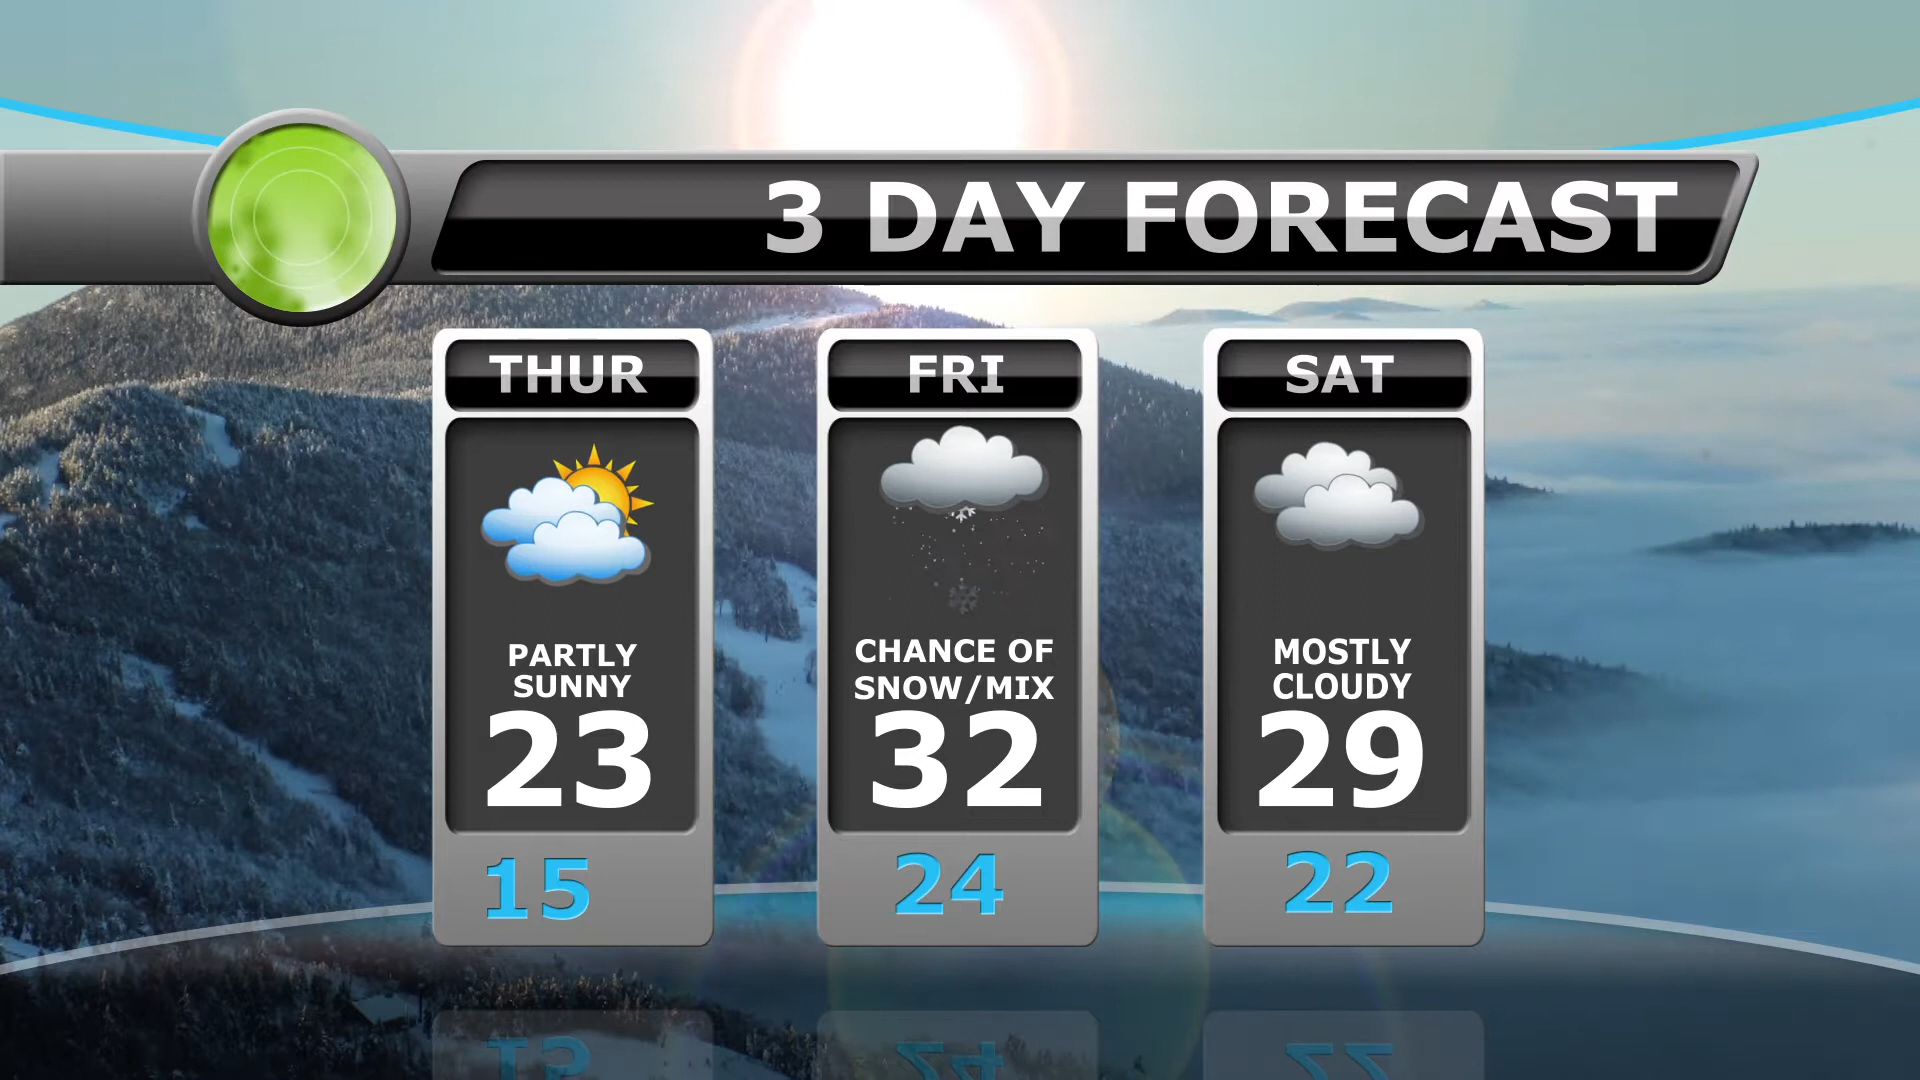 3 DAY FORECAST
THUR
PARTLY
SUNNY
23
15
FRI
CHANCE OF
SNOW/MIX
32
24
SAT
MOSTLY
CLOUDY
29
22